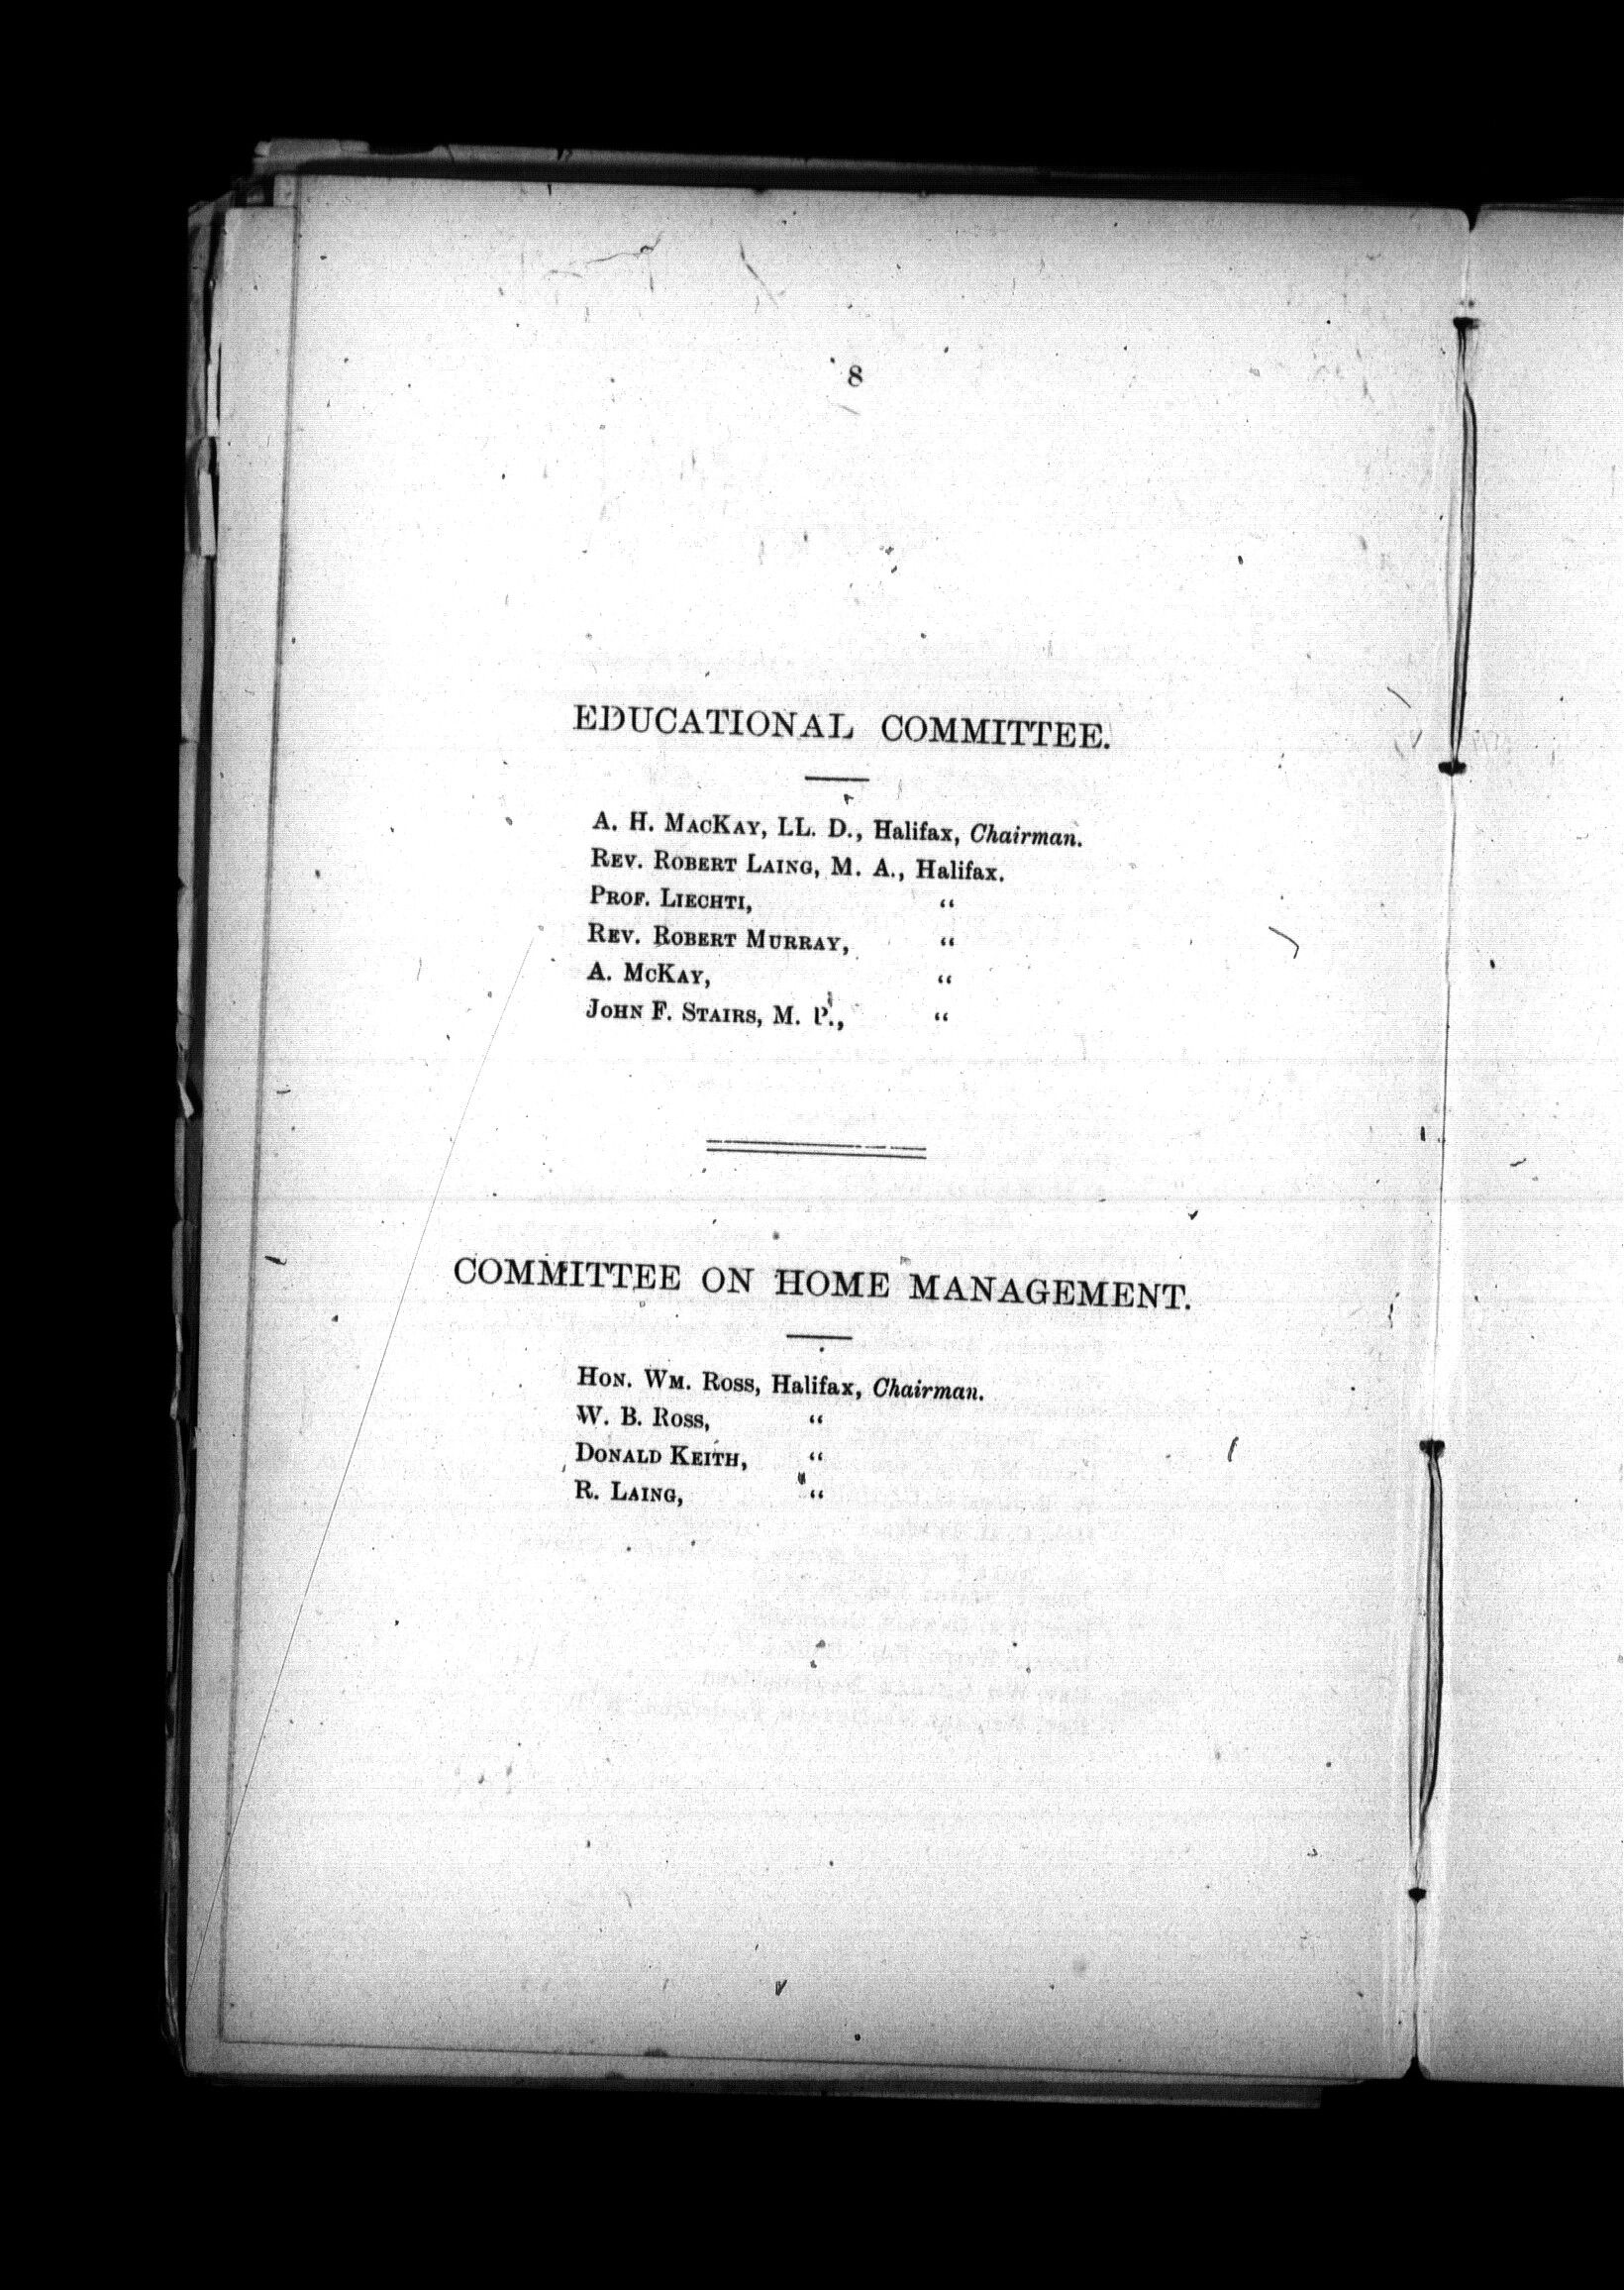 8
EDUCATIONAL COMMITTEE.
A. H. MACKAY, LL. D., Halifax, Chairman.
REV. ROBERT LAING, M. A., Halifax.
PROF. LIECHTI, “
REV. ROBERT MURRAY, “
A. MCKAY, “
JOHN F. STAIRS, M. P., “
COMMITTEE ON HOME MANAGEMENT.
HON. WM. ROSS, Halifax, Chairman.
W. B. ROSS, “
DONALD KEITH, “
R. LAING, “